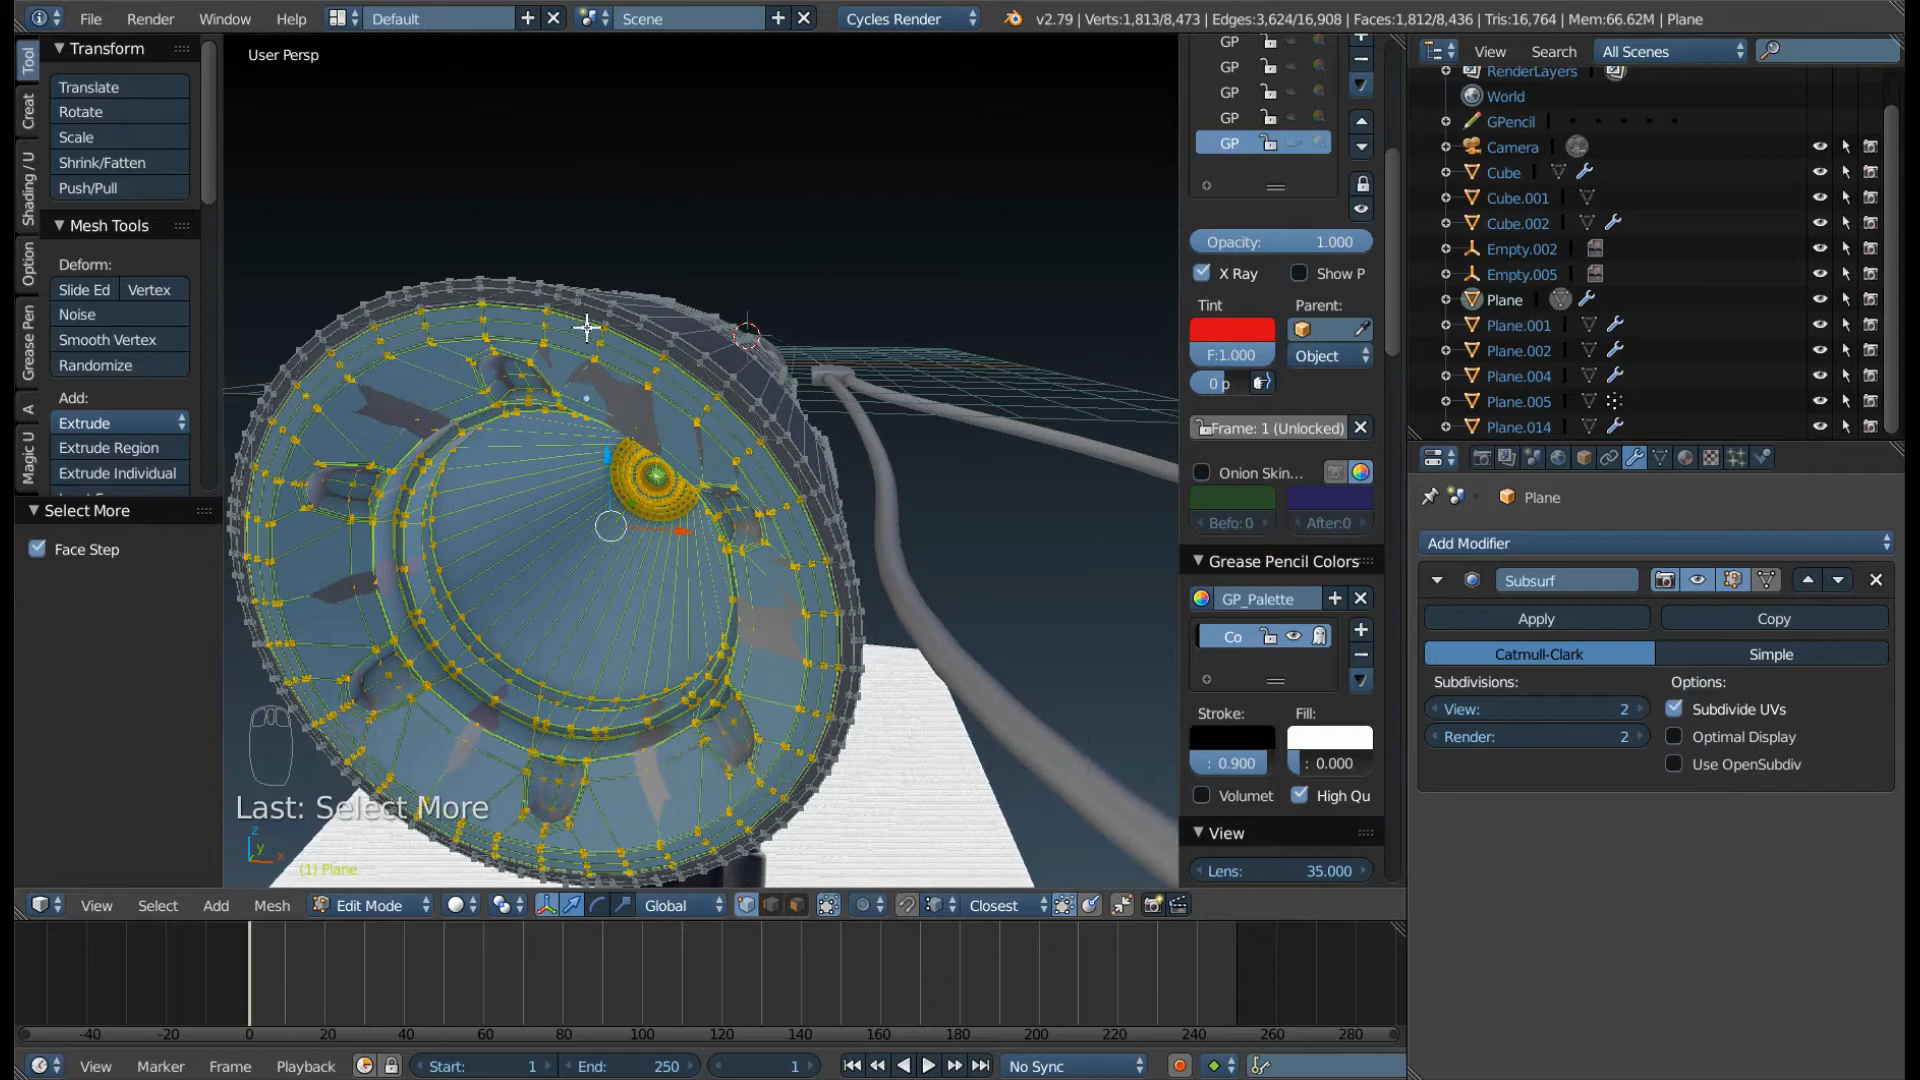 File Render Window Help Default Scene Cycles Render v2.79 | Verts:1,813/8,473 | Edges:3,624/16,908 | Faces:1,812/8,436 | Tris:16,764 | Mem:66.62M | Plane
Tool
Creat
Shading / U
Option
Grease Pen
A
Magic U
Transform
Translate
Rotate
Scale
Shrink/Fatten
Push/Pull
Mesh Tools
Deform:
Slide Ed Vertex
Noise
Smooth Vertex
Randomize
Add:
Extrude
Extrude Region
Extrude Individual
Select More
Face Step
User Persp
Last: Select More
z
y
x
(1) Plane
GP
GP
GP
GP
GP
Opacity: 1.000
X Ray Show P
Tint Parent:
F:1.000 Object
0 p
Frame: 1 (Unlocked)
Onion Skin...
Befo:0 After:0
Grease Pencil Colors
GP_Palette
Co
Stroke: Fill:
: 0.900 : 0.000
Volumet High Qu
View
Lens: 35.000
View Search All Scenes
RenderLayers
World
GPencil
Camera
Cube
Cube.001
Cube.002
Empty.002
Empty.005
Plane
Plane.001
Plane.002
Plane.004
Plane.005
Plane.014
Plane
Add Modifier
Subsurf
Apply Copy
Catmull-Clark Simple
Subdivisions: Options:
View: 2 Subdivide UVs
Render: 2 Optimal Display
Use OpenSubdiv
View Select Add Mesh Edit Mode Global Closest
-40 -20 0 20 40 60 80 100 120 140 160 180 200 220 240 260 280
View Marker Frame Playback Start: 1 End: 250 1 No Sync